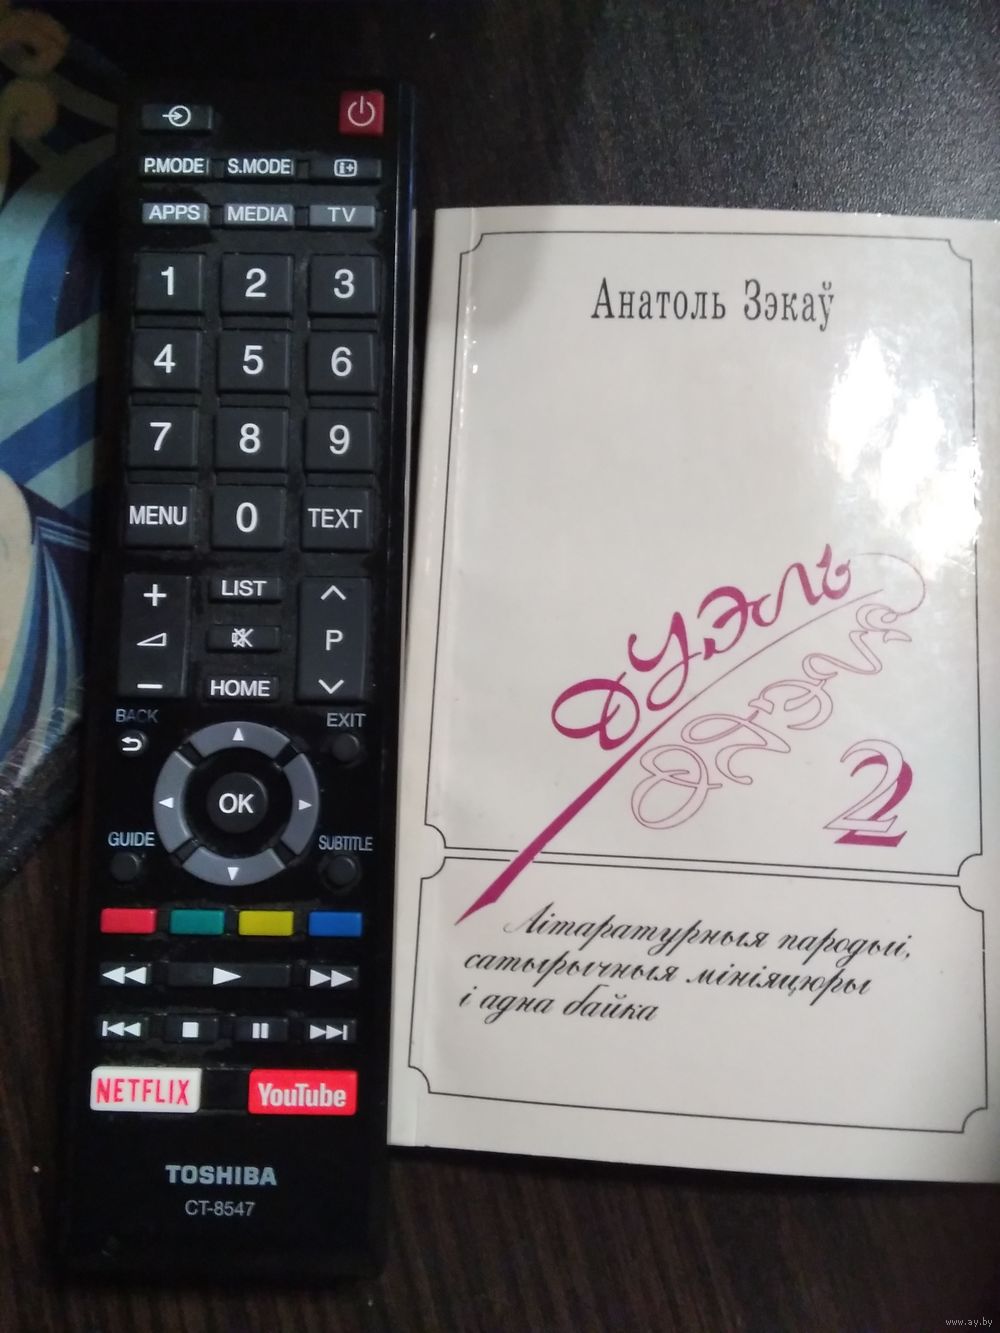 P.MODE S.MODE i+
APPS MEDIA TV
1 2 3
4 5 6
7 8 9
MENU 0 TEXT
+ LIST
P
− HOME
BACK EXIT
OK
GUIDE SUBTITLE
NETFLIX YouTube
TOSHIBA
CT-8547
Анатоль Зэкаў
Дуэль
Дуэль
2
Літаратурныя пародыі,
сатырычныя мініяцюры
і адна байка
www.ay.by